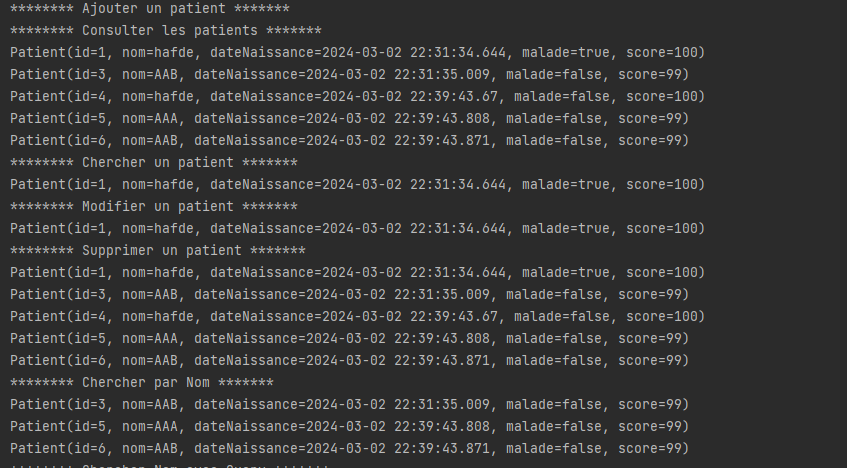 ******** Ajouter un patient *******
******** Consulter les patients *******
Patient(id=1, nom=hafde, dateNaissance=2024-03-02 22:31:34.644, malade=true, score=100)
Patient(id=3, nom=AAB, dateNaissance=2024-03-02 22:31:35.009, malade=false, score=99)
Patient(id=4, nom=hafde, dateNaissance=2024-03-02 22:39:43.67, malade=false, score=100)
Patient(id=5, nom=AAA, dateNaissance=2024-03-02 22:39:43.808, malade=false, score=99)
Patient(id=6, nom=AAB, dateNaissance=2024-03-02 22:39:43.871, malade=false, score=99)
******** Chercher un patient *******
Patient(id=1, nom=hafde, dateNaissance=2024-03-02 22:31:34.644, malade=true, score=100)
******** Modifier un patient *******
Patient(id=1, nom=hafde, dateNaissance=2024-03-02 22:31:34.644, malade=true, score=100)
******** Supprimer un patient *******
Patient(id=1, nom=hafde, dateNaissance=2024-03-02 22:31:34.644, malade=true, score=100)
Patient(id=3, nom=AAB, dateNaissance=2024-03-02 22:31:35.009, malade=false, score=99)
Patient(id=4, nom=hafde, dateNaissance=2024-03-02 22:39:43.67, malade=false, score=100)
Patient(id=5, nom=AAA, dateNaissance=2024-03-02 22:39:43.808, malade=false, score=99)
Patient(id=6, nom=AAB, dateNaissance=2024-03-02 22:39:43.871, malade=false, score=99)
******** Chercher par Nom *******
Patient(id=3, nom=AAB, dateNaissance=2024-03-02 22:31:35.009, malade=false, score=99)
Patient(id=5, nom=AAA, dateNaissance=2024-03-02 22:39:43.808, malade=false, score=99)
Patient(id=6, nom=AAB, dateNaissance=2024-03-02 22:39:43.871, malade=false, score=99)